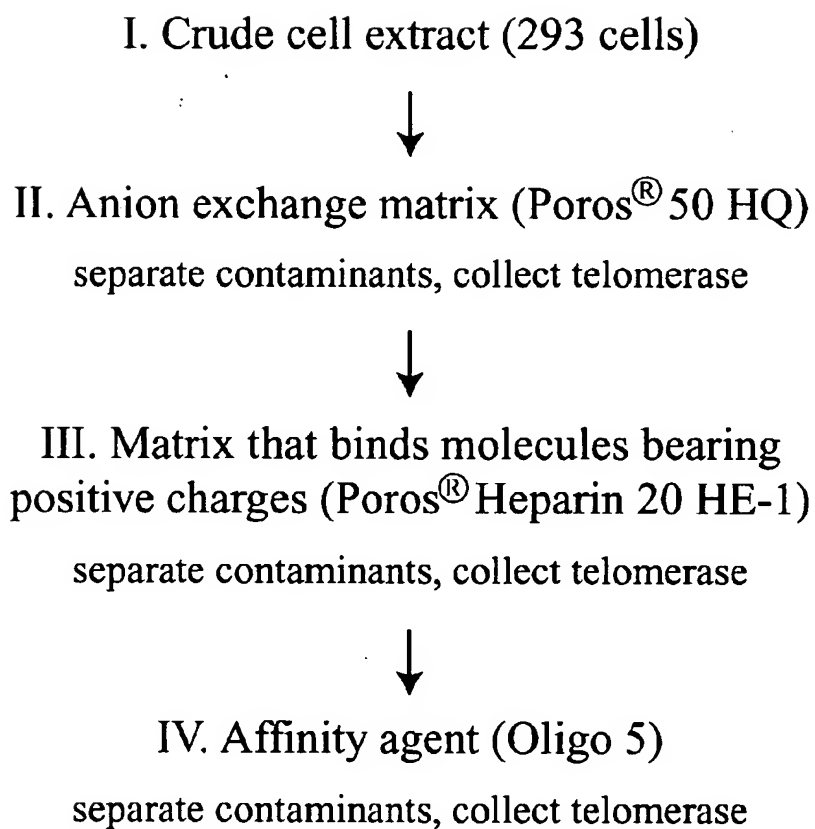 I. Crude cell extract (293 cells)
II. Anion exchange matrix (Poros® 50 HQ)
separate contaminants, collect telomerase
III. Matrix that binds molecules bearing
positive charges (Poros® Heparin 20 HE-1)
separate contaminants, collect telomerase
IV. Affinity agent (Oligo 5)
separate contaminants, collect telomerase